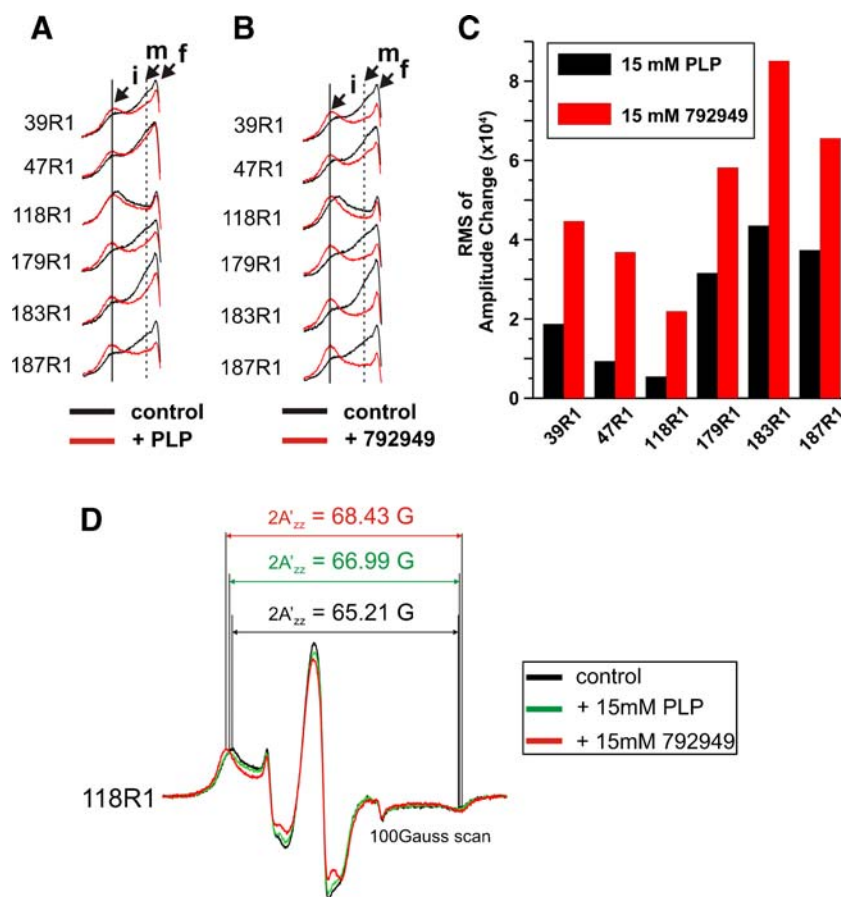 A
i m f
39R1
47R1
118R1
179R1
183R1
187R1
control
+ PLP
B
i m f
39R1
47R1
118R1
179R1
183R1
187R1
control
+ 792949
C
15 mM PLP
15 mM 792949
RMS of
Amplitude Change (x10⁴)
8
6
4
2
0
39R1
47R1
118R1
179R1
183R1
187R1
D
2A'zz = 68.43 G
2A'zz = 66.99 G
2A'zz = 65.21 G
118R1
100Gauss scan
control
+ 15mM PLP
+ 15mM 792949